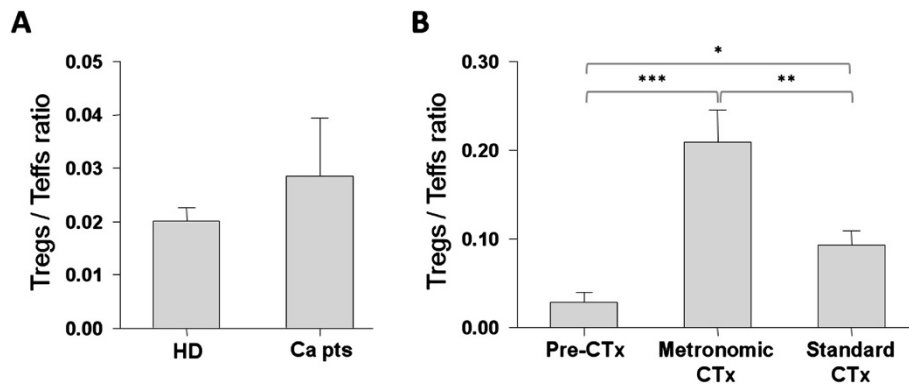 A
Tregs / Teffs ratio
0.05
0.04
0.03
0.02
0.01
0.00
HD
Ca pts
B
Tregs / Teffs ratio
0.30
0.20
0.10
0.00
*
***
**
Pre-CTx
Metronomic
CTx
Standard
CTx